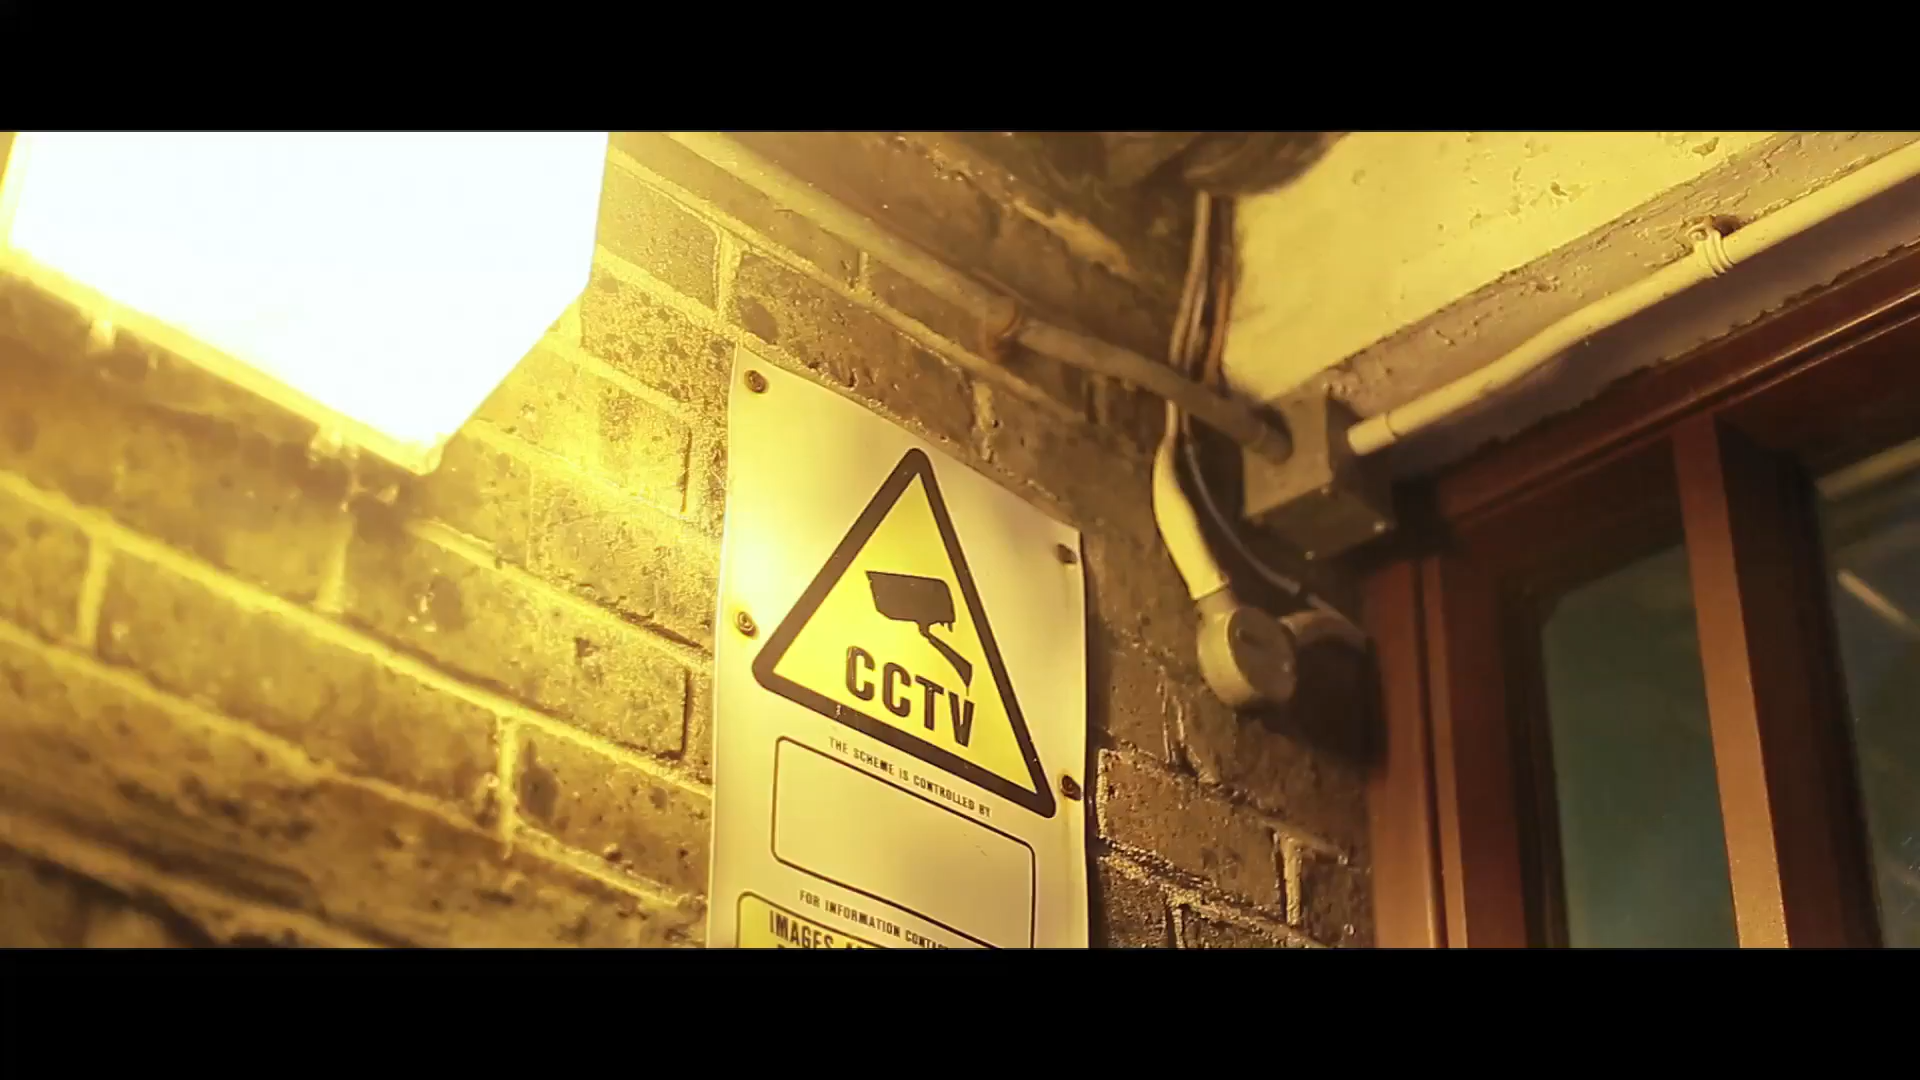 CCTV
THE SCHEME IS CONTROLLED BY
FOR INFORMATION
IMAGES